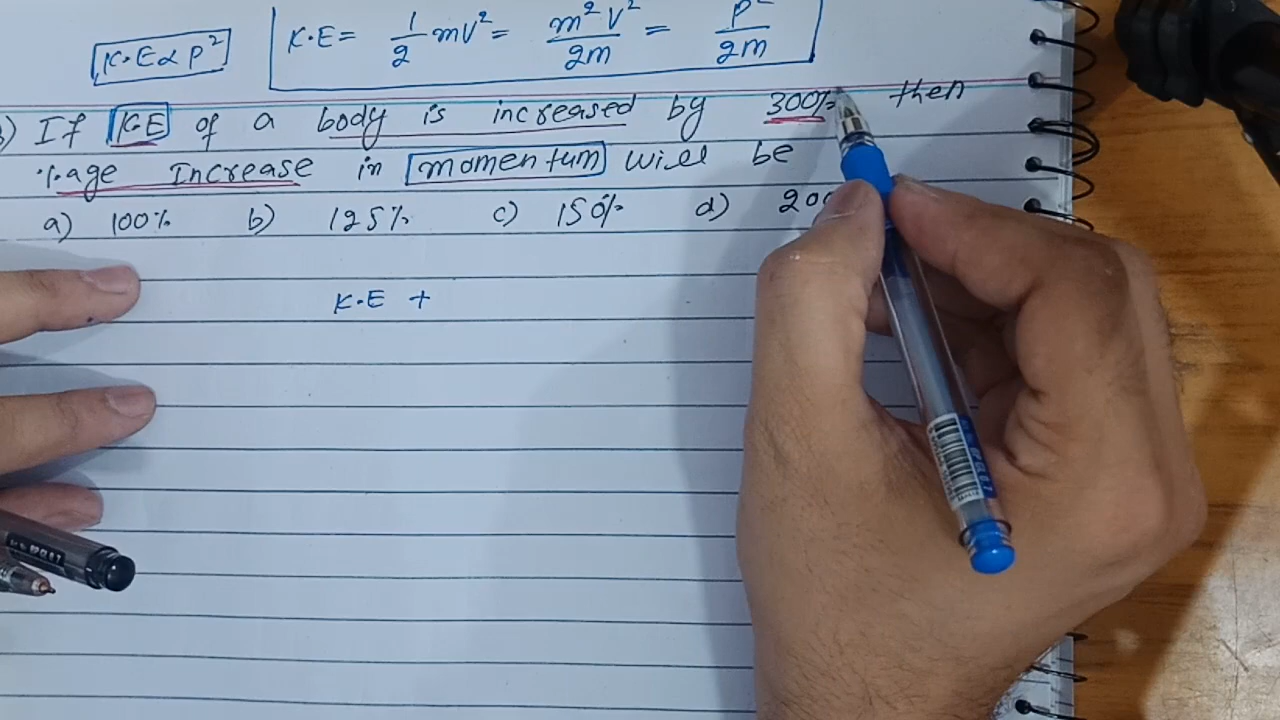 K.E ∝ P²
K.E = 1/2 mV² = m²V²/2m = P²/2m
) If K.E of a body is increased by 300% then
%age Increase in momentum will be
a) 100% b) 125% c) 150% d) 200
K.E +